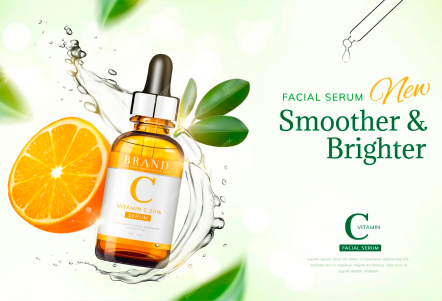 BRAND
C
VITAMIN C 20%
SERUM
FACIAL SERUM New
Smoother &
Brighter
C VITAMIN
FACIAL SERUM